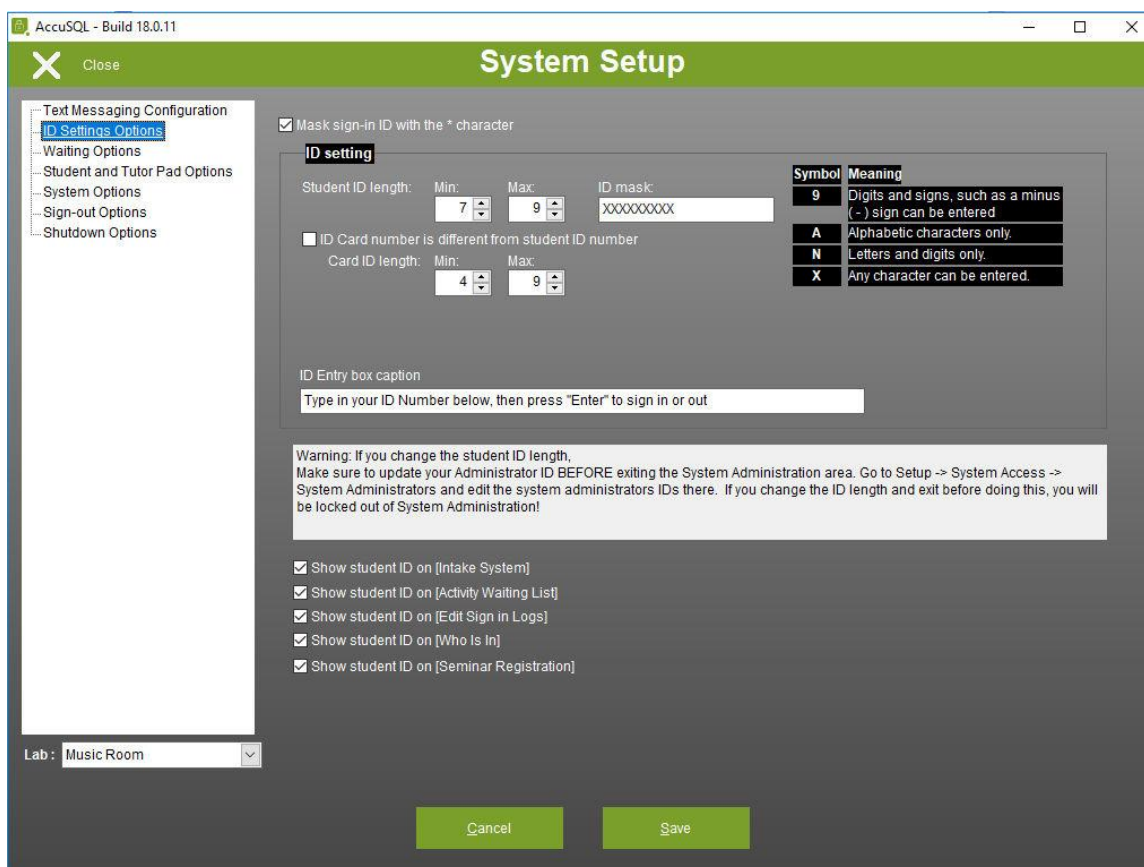 AccuSQL - Build 18.0.11
Close
System Setup
Text Messaging Configuration
ID Settings Options
Waiting Options
Student and Tutor Pad Options
System Options
Sign-out Options
Shutdown Options
Lab: Music Room
Mask sign-in ID with the * character
ID setting
Student ID length: Min: Max: ID mask:
7 9 XXXXXXXXX
ID Card number is different from student ID number
Card ID length: Min: Max:
4 9
Symbol Meaning
9 Digits and signs, such as a minus
( - ) sign can be entered
A Alphabetic characters only.
N Letters and digits only.
X Any character can be entered.
ID Entry box caption
Type in your ID Number below, then press "Enter" to sign in or out
Warning: If you change the student ID length,
Make sure to update your Administrator ID BEFORE exiting the System Administration area. Go to Setup -> System Access ->
System Administrators and edit the system administrators IDs there. If you change the ID length and exit before doing this, you will
be locked out of System Administration!
Show student ID on [Intake System]
Show student ID on [Activity Waiting List]
Show student ID on [Edit Sign in Logs]
Show student ID on [Who Is In]
Show student ID on [Seminar Registration]
Cancel Save